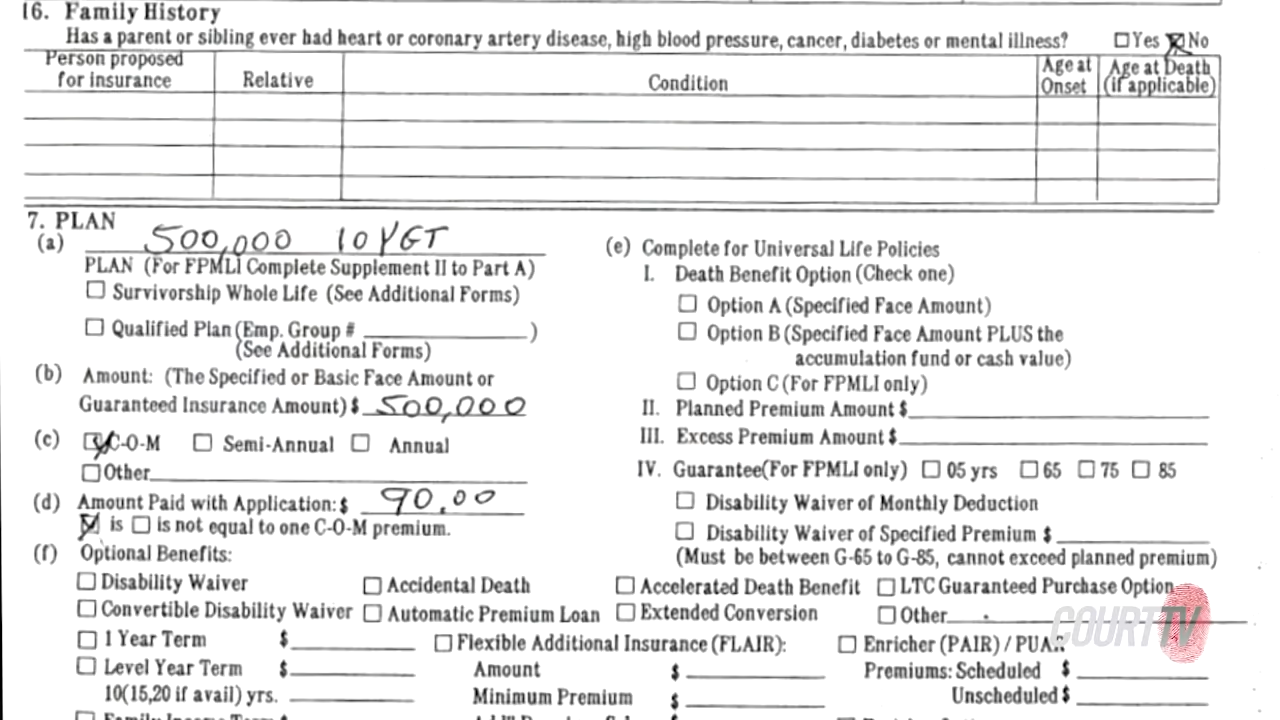 16. Family History
Has a parent or sibling ever had heart or coronary artery disease, high blood pressure, cancer, diabetes or mental illness? ☐ Yes ☒ No
Person proposed for insurance Relative Condition Age at Onset Age at Death (if applicable)
7. PLAN
(a) 500,000 10 YGT
PLAN (For FPMLI Complete Supplement II to Part A)
☐ Survivorship Whole Life (See Additional Forms)
☐ Qualified Plan (Emp. Group # )
(See Additional Forms)
(b) Amount: (The Specified or Basic Face Amount or
Guaranteed Insurance Amount) $ 500,000
(c) ☒ C-O-M ☐ Semi-Annual ☐ Annual
☐ Other
(d) Amount Paid with Application: $ 90.00
☒ is ☐ is not equal to one C-O-M premium.
(e) Complete for Universal Life Policies
I. Death Benefit Option (Check one)
☐ Option A (Specified Face Amount)
☐ Option B (Specified Face Amount PLUS the
accumulation fund or cash value)
☐ Option C (For FPMLI only)
II. Planned Premium Amount $
III. Excess Premium Amount $
IV. Guarantee (For FPMLI only) ☐ 05 yrs ☐ 65 ☐ 75 ☐ 85
☐ Disability Waiver of Monthly Deduction
☐ Disability Waiver of Specified Premium $
(Must be between G-65 to G-85, cannot exceed planned premium)
(f) Optional Benefits:
☐ Disability Waiver ☐ Accidental Death ☐ Accelerated Death Benefit ☐ LTC Guaranteed Purchase Option
☐ Convertible Disability Waiver ☐ Automatic Premium Loan ☐ Extended Conversion ☐ Other
☐ 1 Year Term $ ☐ Flexible Additional Insurance (FLAIR): ☐ Enricher (PAIR) / PUAR
☐ Level Year Term $ Amount $ Premiums: Scheduled $
10(15,20 if avail) yrs. Minimum Premium $ Unscheduled $
COURT TV